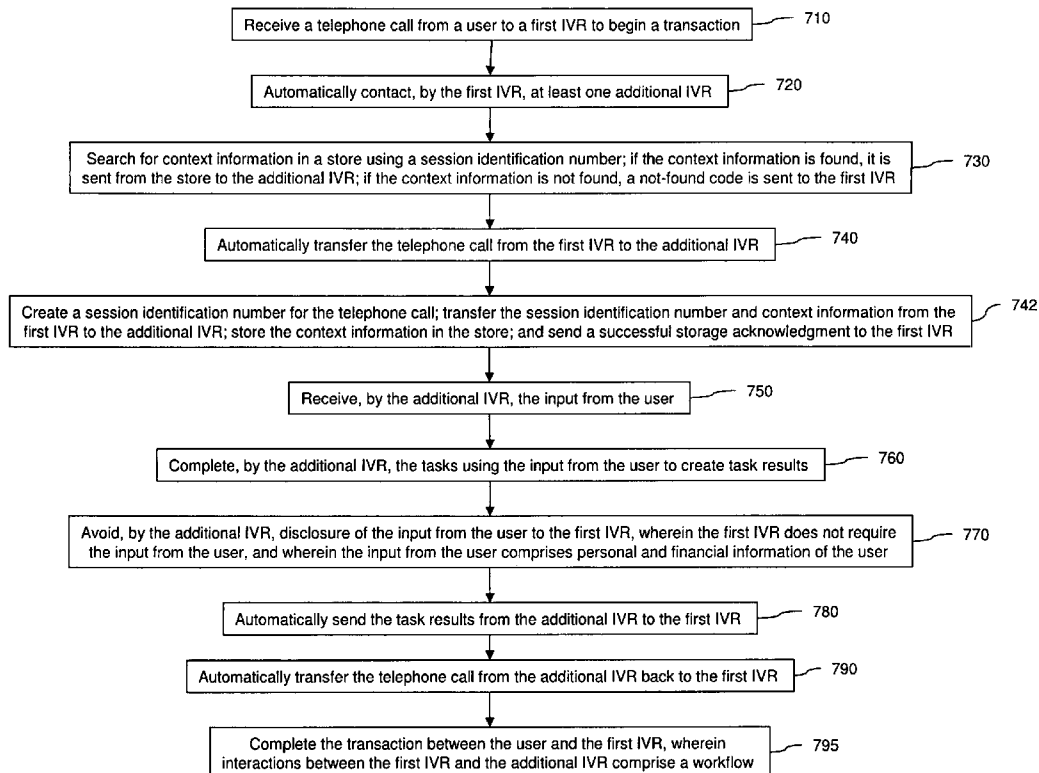 Receive a telephone call from a user to a first IVR to begin a transaction
710
Automatically contact, by the first IVR, at least one additional IVR
720
Search for context information in a store using a session identification number; if the context information is found, it is
sent from the store to the additional IVR; if the context information is not found, a not-found code is sent to the first IVR
730
Automatically transfer the telephone call from the first IVR to the additional IVR
740
Create a session identification number for the telephone call; transfer the session identification number and context information from the
first IVR to the additional IVR; store the context information in the store; and send a successful storage acknowledgment to the first IVR
742
Receive, by the additional IVR, the input from the user
750
Complete, by the additional IVR, the tasks using the input from the user to create task results
760
Avoid, by the additional IVR, disclosure of the input from the user to the first IVR, wherein the first IVR does not require
the input from the user, and wherein the input from the user comprises personal and financial information of the user
770
Automatically send the task results from the additional IVR to the first IVR
780
Automatically transfer the telephone call from the additional IVR back to the first IVR
790
Complete the transaction between the user and the first IVR, wherein
interactions between the first IVR and the additional IVR comprise a workflow
795